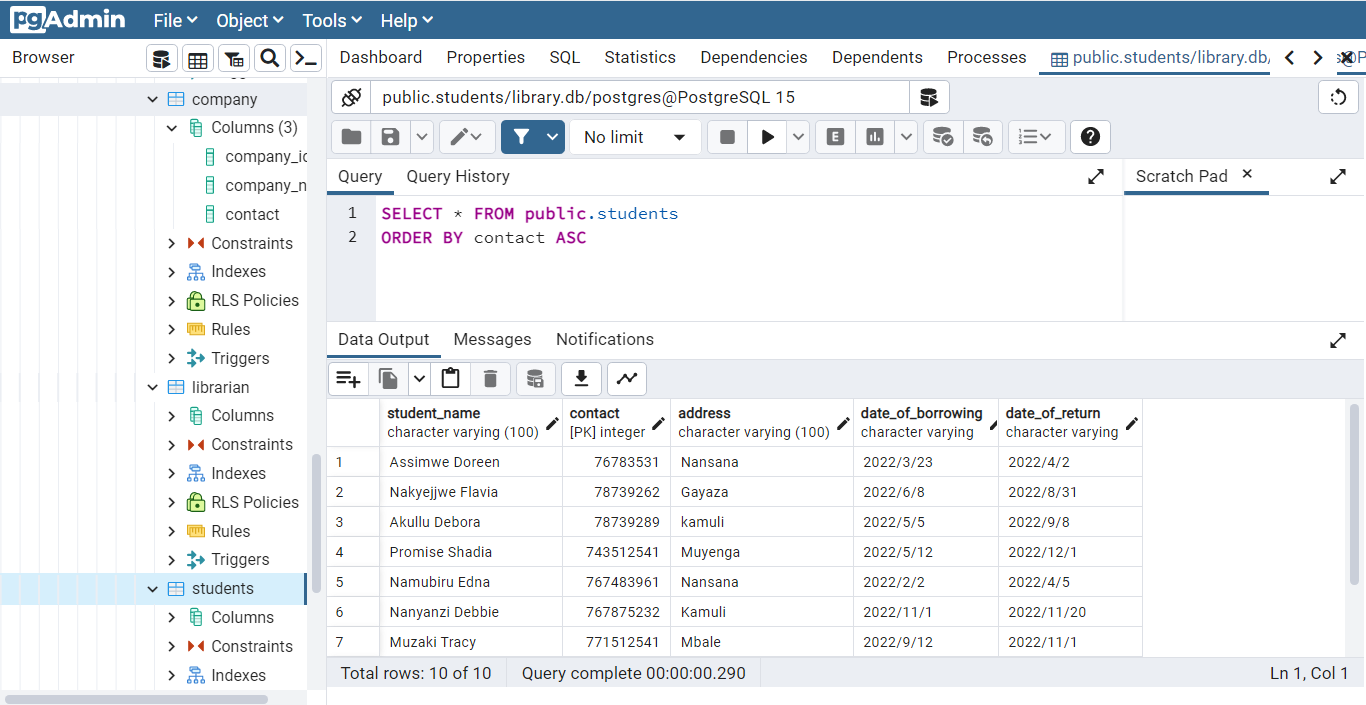 pgAdmin File Object Tools Help
Browser
Dashboard Properties SQL Statistics Dependencies Dependents Processes public.students/library.db/
public.students/library.db/postgres@PostgreSQL 15
No limit
E
Query Query History
Scratch Pad
1 SELECT * FROM public.students
2 ORDER BY contact ASC
company
Columns (3)
company_id
company_n
contact
Constraints
Indexes
RLS Policies
Rules
Triggers
librarian
Columns
Constraints
Indexes
RLS Policies
Rules
Triggers
students
Columns
Constraints
Indexes
Data Output Messages Notifications
student_name contact address date_of_borrowing date_of_return
character varying (100) [PK] integer character varying (100) character varying character varying
1 Assimwe Doreen 76783531 Nansana 2022/3/23 2022/4/2
2 Nakyejjwe Flavia 78739262 Gayaza 2022/6/8 2022/8/31
3 Akullu Debora 78739289 kamuli 2022/5/5 2022/9/8
4 Promise Shadia 743512541 Muyenga 2022/5/12 2022/12/1
5 Namubiru Edna 767483961 Nansana 2022/2/2 2022/4/5
6 Nanyanzi Debbie 767875232 Kamuli 2022/11/1 2022/11/20
7 Muzaki Tracy 771512541 Mbale 2022/9/12 2022/11/1
Total rows: 10 of 10 Query complete 00:00:00.290 Ln 1, Col 1